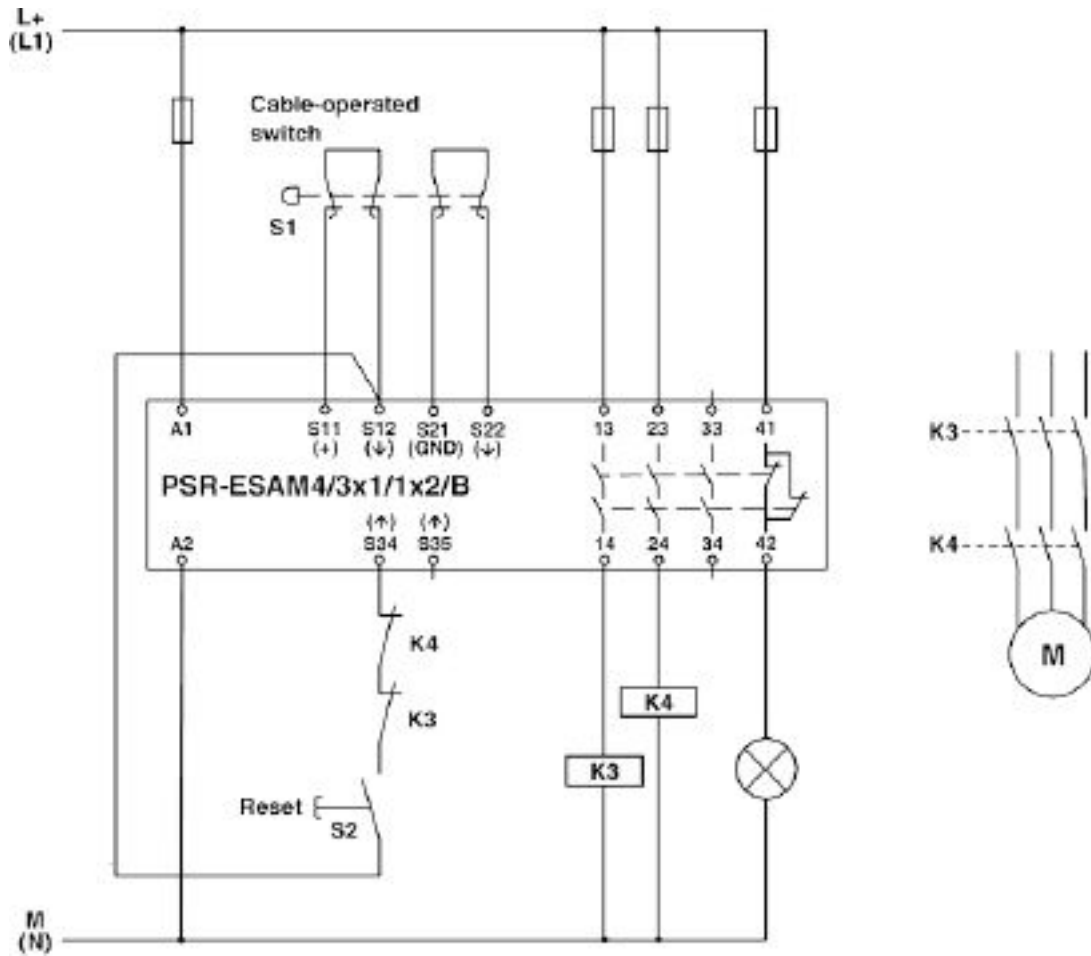 L+
(L1)
Cable-operated
switch
S1
A1 S11 S12 S21 S22 13 23 33 41
(+) (↓) (GND) (↓)
PSR-ESAM4/3x1/1x2/B
(↑) (↑)
A2 S34 S35 14 24 34 42
K3
K4
M
K4
K3
K4
K3
Reset
S2
M
(N)